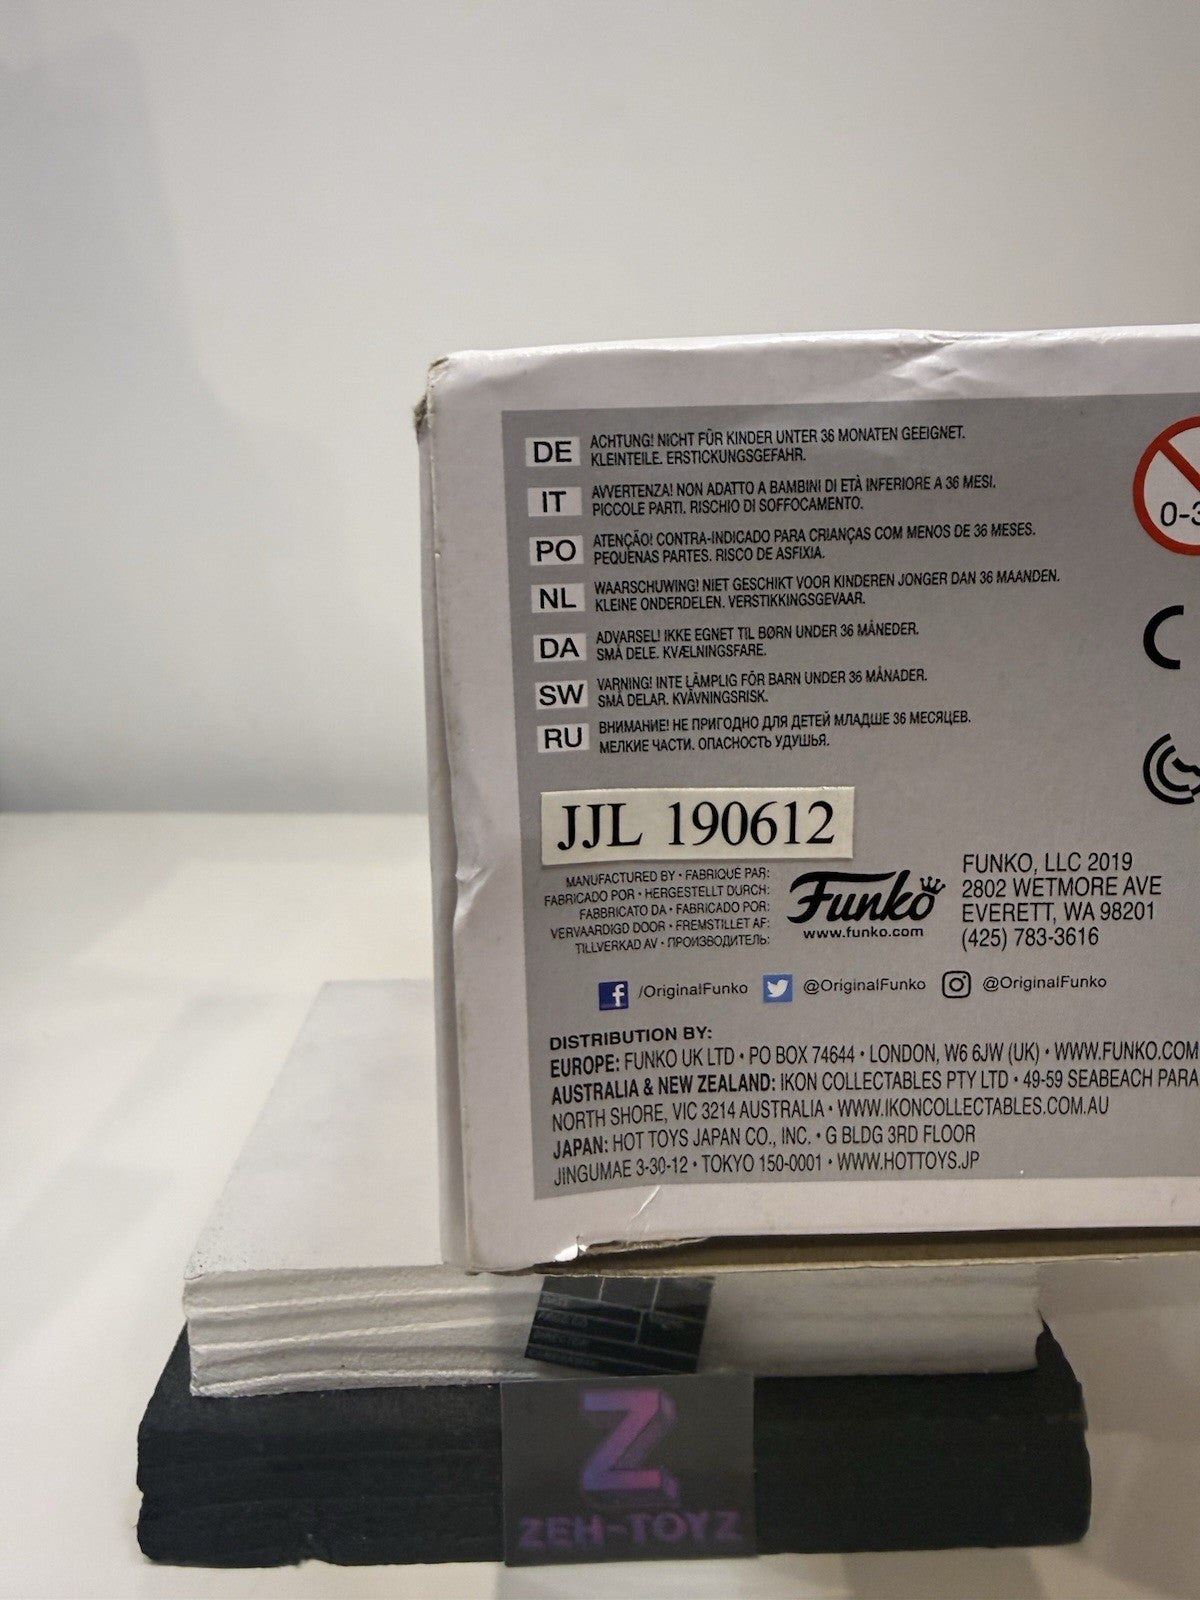 DE ACHTUNG! NICHT FÜR KINDER UNTER 36 MONATEN GEEIGNET.
KLEINTEILE. ERSTICKUNGSGEFAHR.
IT AVVERTENZA! NON ADATTO A BAMBINI DI ETÀ INFERIORE A 36 MESI.
PICCOLE PARTI. RISCHIO DI SOFFOCAMENTO.
PO ATENÇÃO! CONTRA-INDICADO PARA CRIANÇAS COM MENOS DE 36 MESES.
PEQUENAS PARTES. RISCO DE ASFIXIA.
NL WAARSCHUWING! NIET GESCHIKT VOOR KINDEREN JONGER DAN 36 MAANDEN.
KLEINE ONDERDELEN. VERSTIKKINGSGEVAAR.
DA ADVARSEL! IKKE EGNET TIL BØRN UNDER 36 MÅNEDER.
SMÅ DELE. KVÆLNINGSFARE.
SW VARNING! INTE LÄMPLIG FÖR BARN UNDER 36 MÅNADER.
SMÅ DELAR. KVÄVNINGSRISK.
RU ВНИМАНИЕ! НЕ ПРИГОДНО ДЛЯ ДЕТЕЙ МЛАДШЕ 36 МЕСЯЦЕВ.
МЕЛКИЕ ЧАСТИ. ОПАСНОСТЬ УДУШЬЯ.
0-3
JJL 190612
MANUFACTURED BY • FABRIQUÉ PAR:
FABRICADO POR • HERGESTELLT DURCH:
FABBRICATO DA • FABRICADO POR:
VERVAARDIGD DOOR • FREMSTILLET AF:
TILLVERKAD AV • ПРОИЗВОДИТЕЛЬ:
Funko
www.funko.com
FUNKO, LLC 2019
2802 WETMORE AVE
EVERETT, WA 98201
(425) 783-3616
/OriginalFunko @OriginalFunko @OriginalFunko
DISTRIBUTION BY:
EUROPE: FUNKO UK LTD • PO BOX 74644 • LONDON, W6 6JW (UK) • WWW.FUNKO.COM
AUSTRALIA & NEW ZEALAND: IKON COLLECTABLES PTY LTD • 49-59 SEABEACH PARA
NORTH SHORE, VIC 3214 AUSTRALIA • WWW.IKONCOLLECTABLES.COM.AU
JAPAN: HOT TOYS JAPAN CO., INC. • G BLDG 3RD FLOOR
JINGUMAE 3-30-12 • TOKYO 150-0001 • WWW.HOTTOYS.JP
Z
ZEH-TOYZ